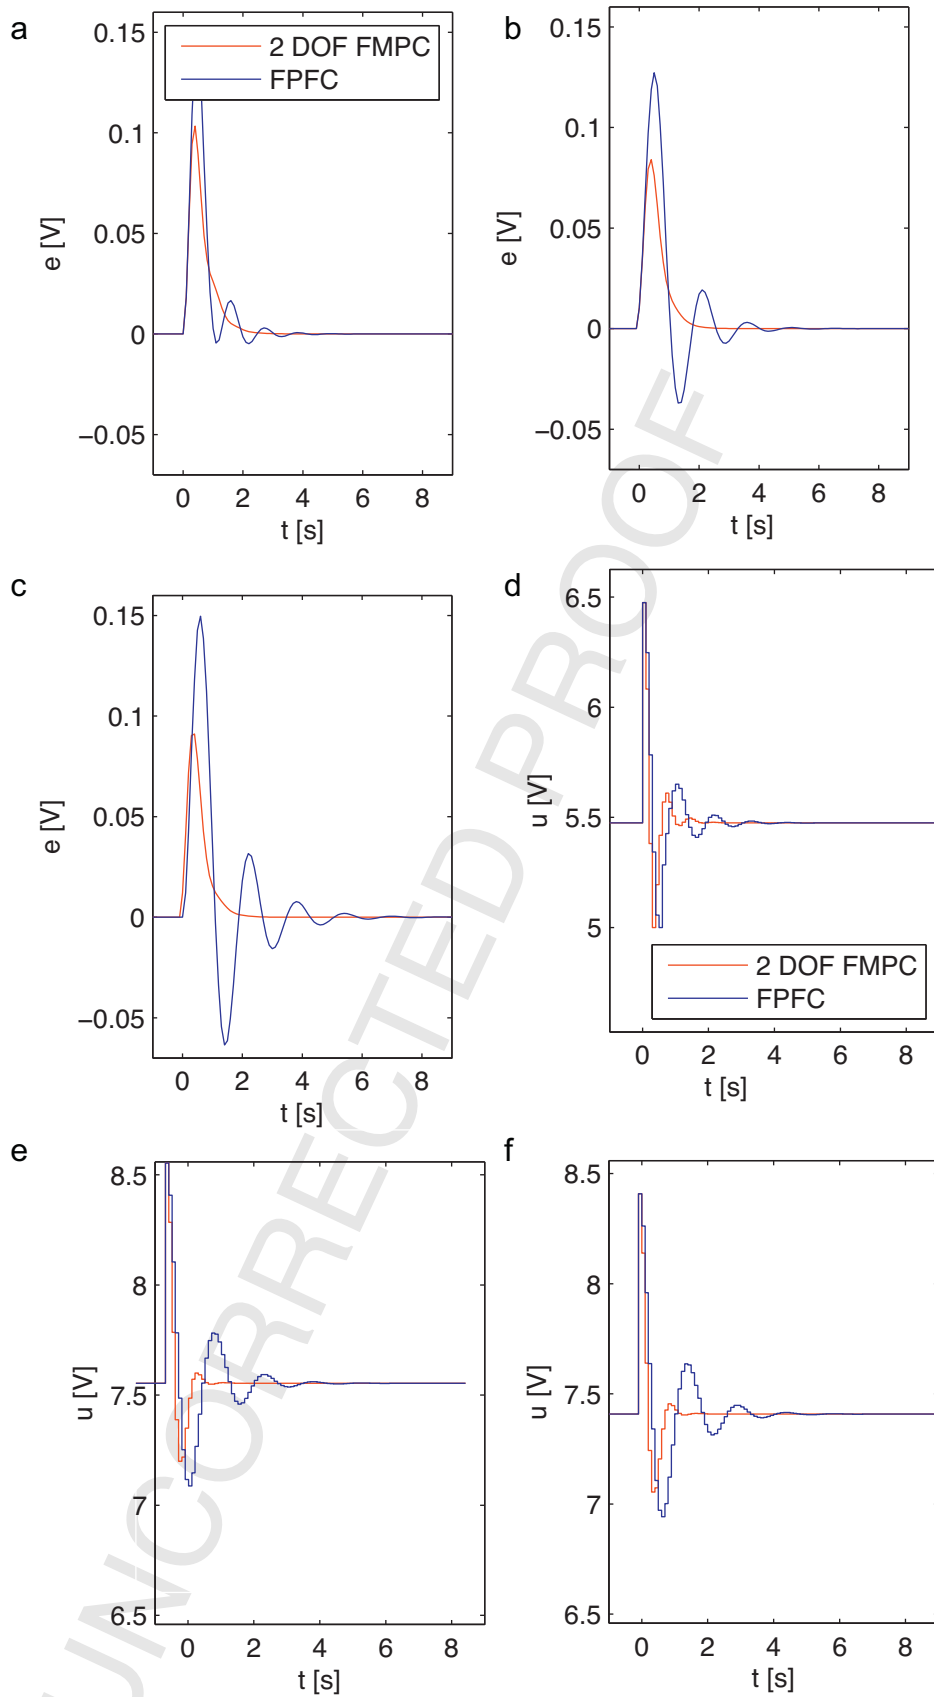 a
0.15
0.1
0.05
0
−0.05
e [V]
2 DOF FMPC
FPFC
0 2 4 6 8
t [s]
b
0.15
0.1
0.05
0
−0.05
e [V]
0 2 4 6 8
t [s]
c
0.15
0.1
0.05
0
−0.05
e [V]
0 2 4 6 8
t [s]
d
6.5
6
5.5
5
u [V]
2 DOF FMPC
FPFC
0 2 4 6 8
t [s]
e
8.5
8
7.5
7
6.5
u [V]
0 2 4 6 8
t [s]
f
8.5
8
7.5
7
6.5
u [V]
0 2 4 6 8
t [s]
UNCORRECTED PROOF